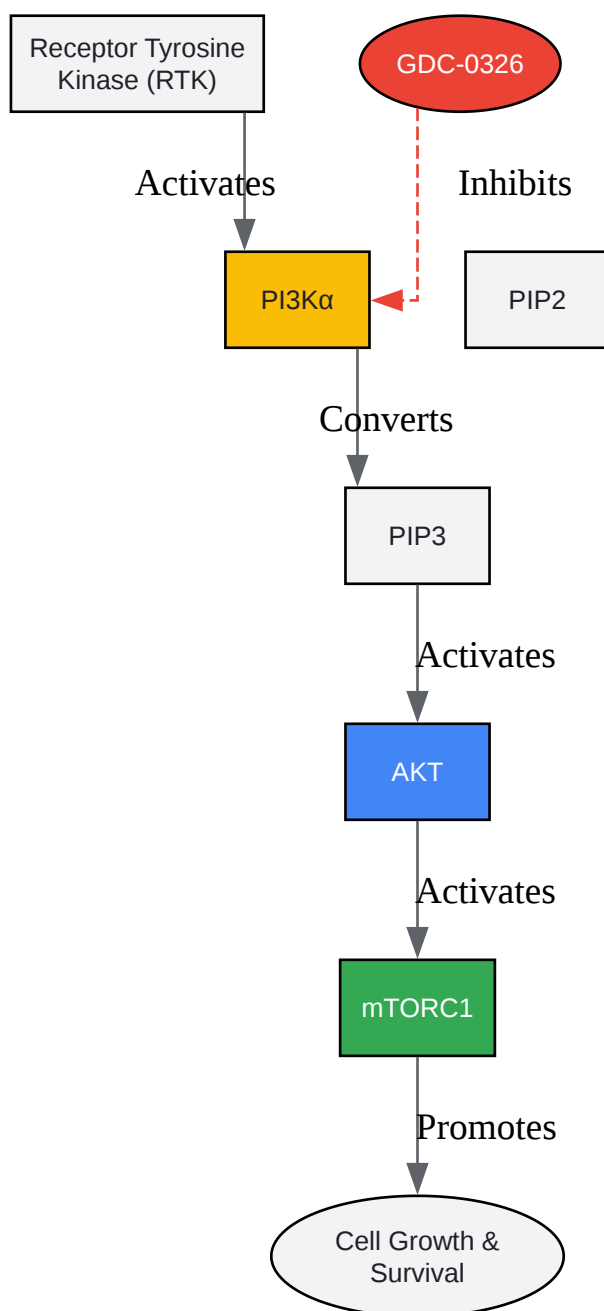 Receptor Tyrosine
Kinase (RTK)
GDC-0326
Activates
Inhibits
PI3Kα
PIP2
Converts
PIP3
Activates
AKT
Activates
mTORC1
Promotes
Cell Growth &
Survival